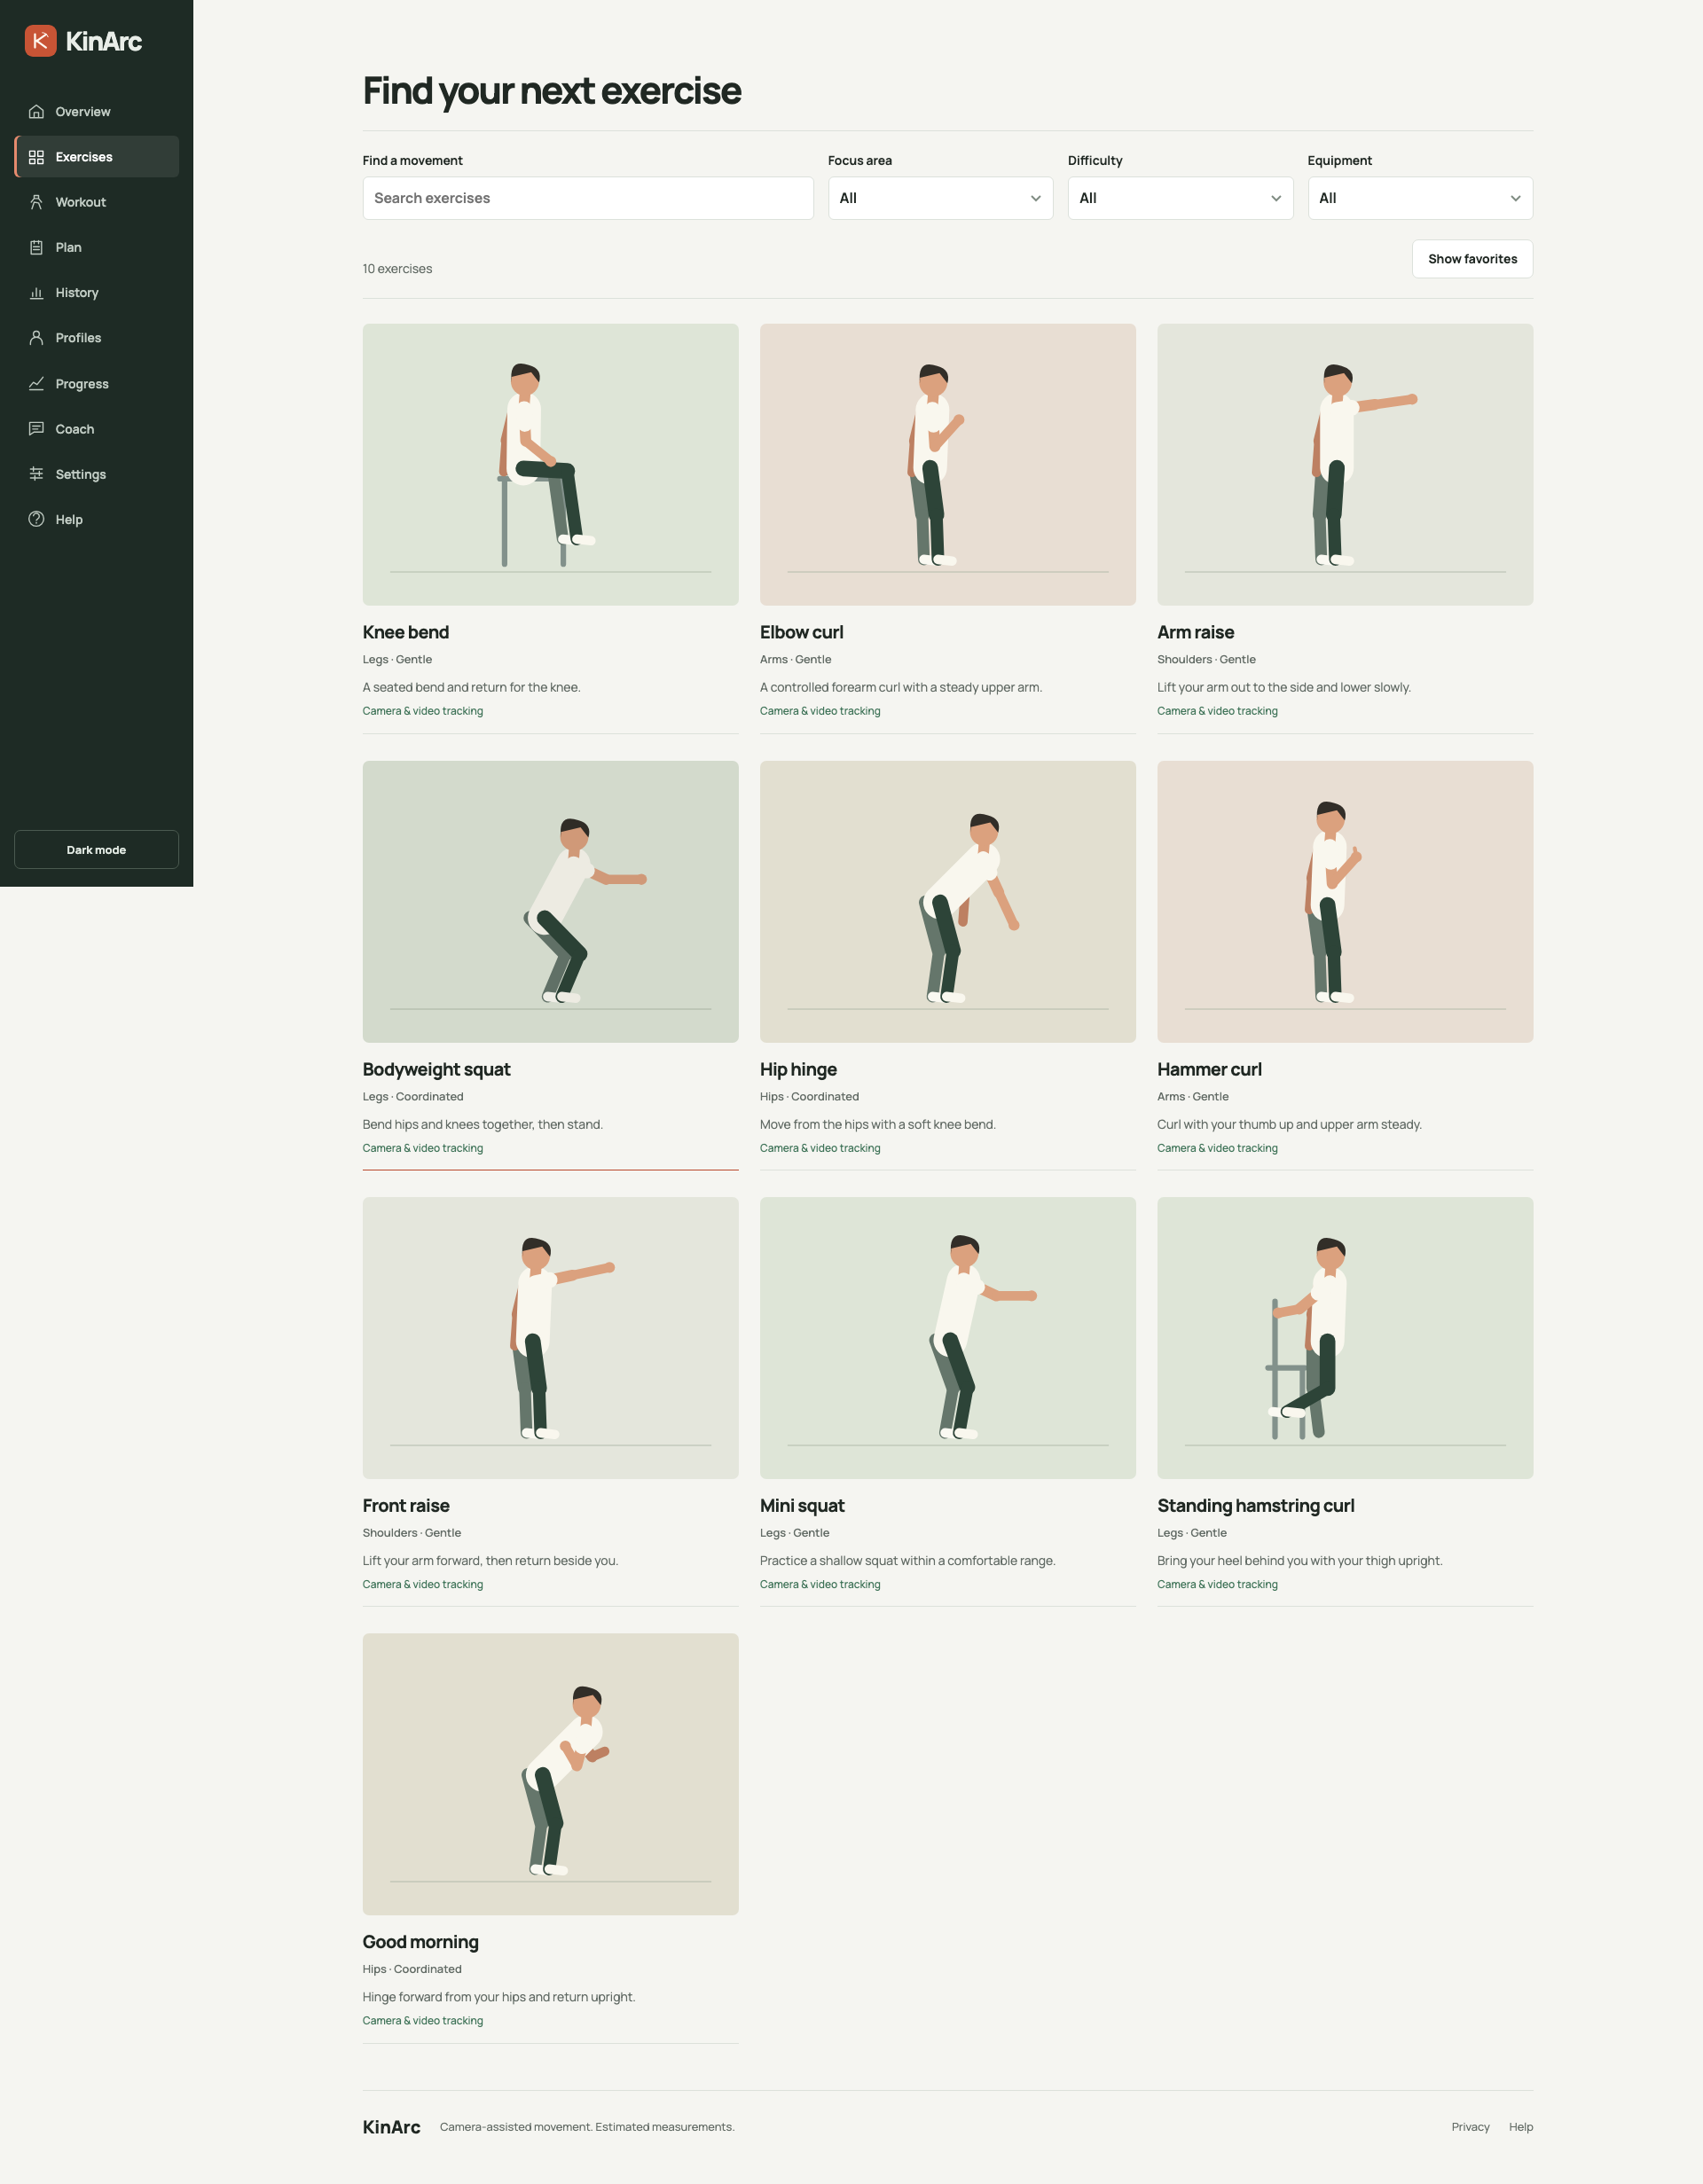 KinArc
Overview
Exercises
Workout
Plan
History
Profiles
Progress
Coach
Settings
Help
Dark mode
Find your next exercise
Find a movement
Search exercises
Focus area
All
Difficulty
All
Equipment
All
10 exercises
Show favorites
Knee bend
Legs · Gentle
A seated bend and return for the knee.
Camera & video tracking
Elbow curl
Arms · Gentle
A controlled forearm curl with a steady upper arm.
Camera & video tracking
Arm raise
Shoulders · Gentle
Lift your arm out to the side and lower slowly.
Camera & video tracking
Bodyweight squat
Legs · Coordinated
Bend hips and knees together, then stand.
Camera & video tracking
Hip hinge
Hips · Coordinated
Move from the hips with a soft knee bend.
Camera & video tracking
Hammer curl
Arms · Gentle
Curl with your thumb up and upper arm steady.
Camera & video tracking
Front raise
Shoulders · Gentle
Lift your arm forward, then return beside you.
Camera & video tracking
Mini squat
Legs · Gentle
Practice a shallow squat within a comfortable range.
Camera & video tracking
Standing hamstring curl
Legs · Gentle
Bring your heel behind you with your thigh upright.
Camera & video tracking
Good morning
Hips · Coordinated
Hinge forward from your hips and return upright.
Camera & video tracking
KinArc
Camera-assisted movement. Estimated measurements.
Privacy
Help